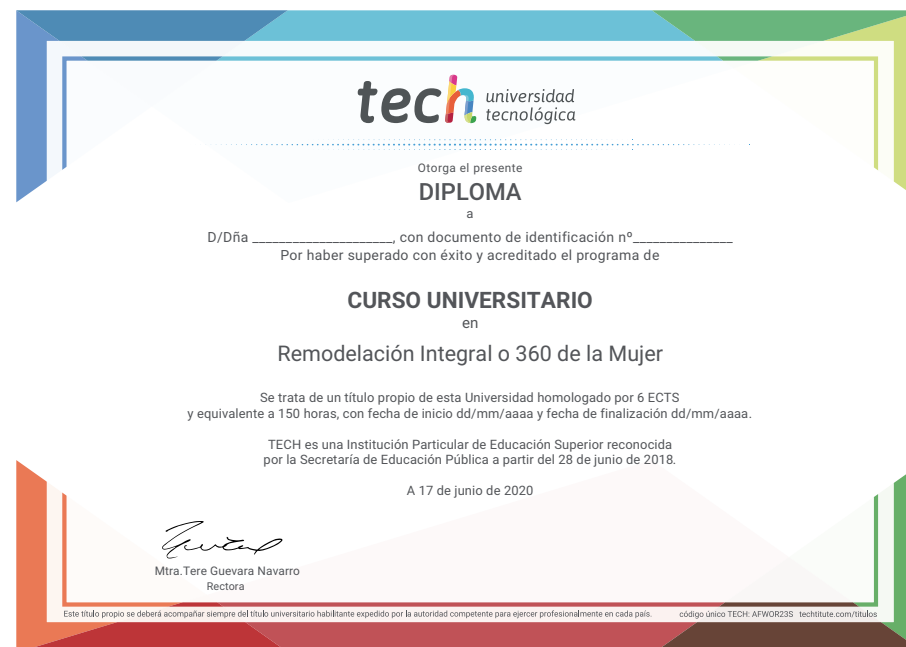 tech universidad
tecnológica
Otorga el presente
DIPLOMA
a
D/Dña _____________________, con documento de identificación nº_______________
Por haber superado con éxito y acreditado el programa de
CURSO UNIVERSITARIO
en
Remodelación Integral o 360 de la Mujer
Se trata de un título propio de esta Universidad homologado por 6 ECTS
y equivalente a 150 horas, con fecha de inicio dd/mm/aaaa y fecha de finalización dd/mm/aaaa.
TECH es una Institución Particular de Educación Superior reconocida
por la Secretaría de Educación Pública a partir del 28 de junio de 2018.
A 17 de junio de 2020
Mtra.Tere Guevara Navarro
Rectora
Este título propio se deberá acompañar siempre del título universitario habilitante expedido por la autoridad competente para ejercer profesionalmente en cada país. código único TECH: AFWOR23S techtitute.com/títulos